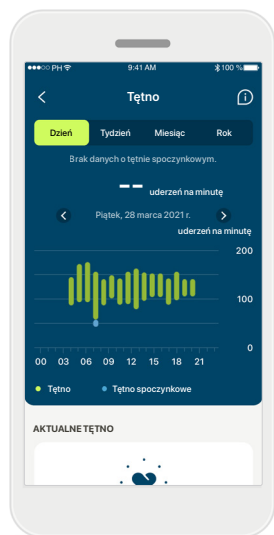 PH 9:41 AM 100 %
Tętno
Dzień Tydzień Miesiąc Rok
Brak danych o tętnie spoczynkowym.
-- uderzeń na minutę
Piątek, 28 marca 2021 r.
uderzeń na minutę
200
100
0
00 03 06 09 12 15 18 21
Tętno Tętno spoczynkowe
AKTUALNE TĘTNO